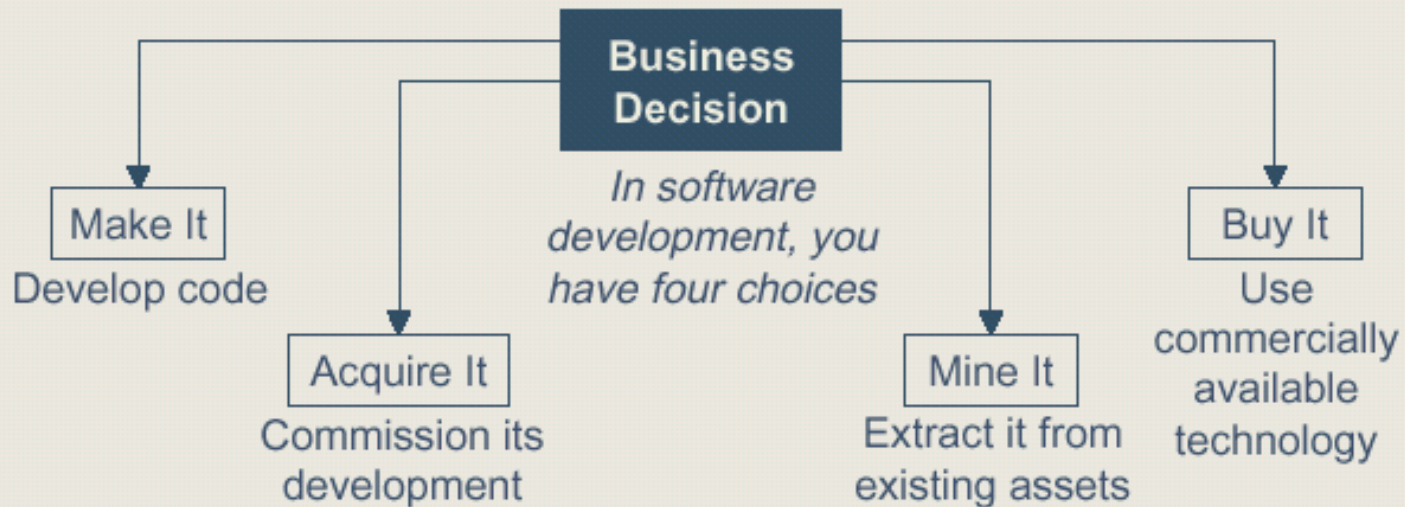 Business
Decision
In software
development, you
have four choices
Make It
Develop code
Acquire It
Commission its
development
Mine It
Extract it from
existing assets
Buy It
Use
commercially
available
technology